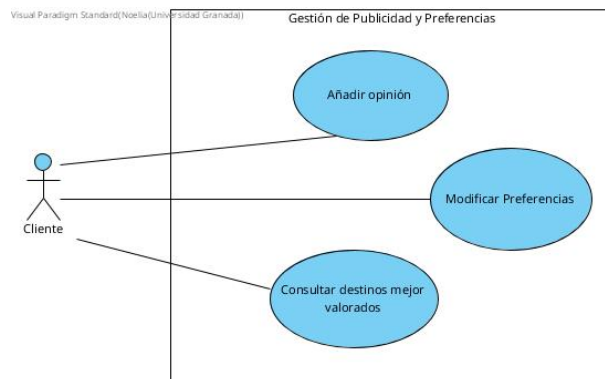 Visual Paradigm Standard(Noelia(Universidad Granada))
Gestión de Publicidad y Preferencias
Añadir opinión
Modificar Preferencias
Cliente
Consultar destinos mejor
valorados